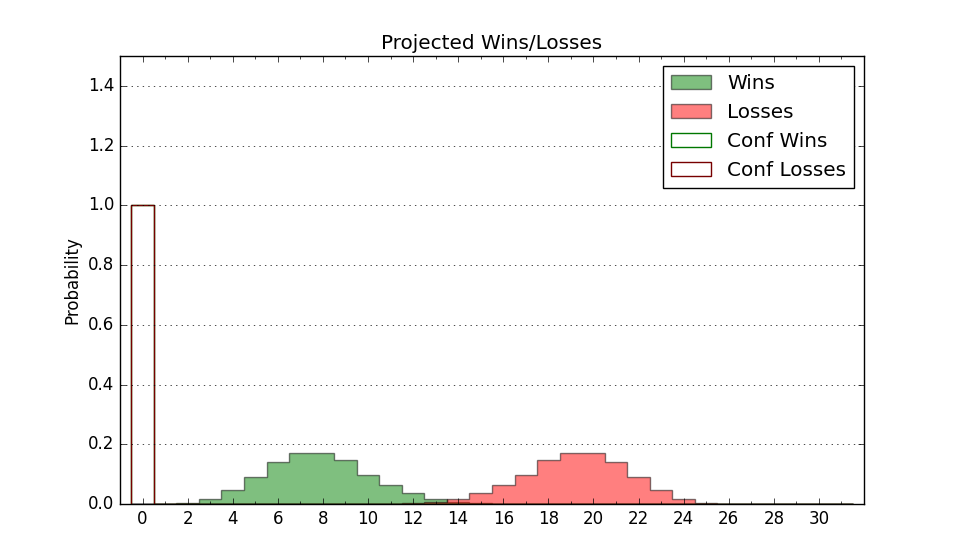 Projected Wins/Losses
Wins
Losses
Conf Wins
Conf Losses
Probability
1.4
1.2
1.0
0.8
0.6
0.4
0.2
0.0
0 2 4 6 8 10 12 14 16 18 20 22 24 26 28 30